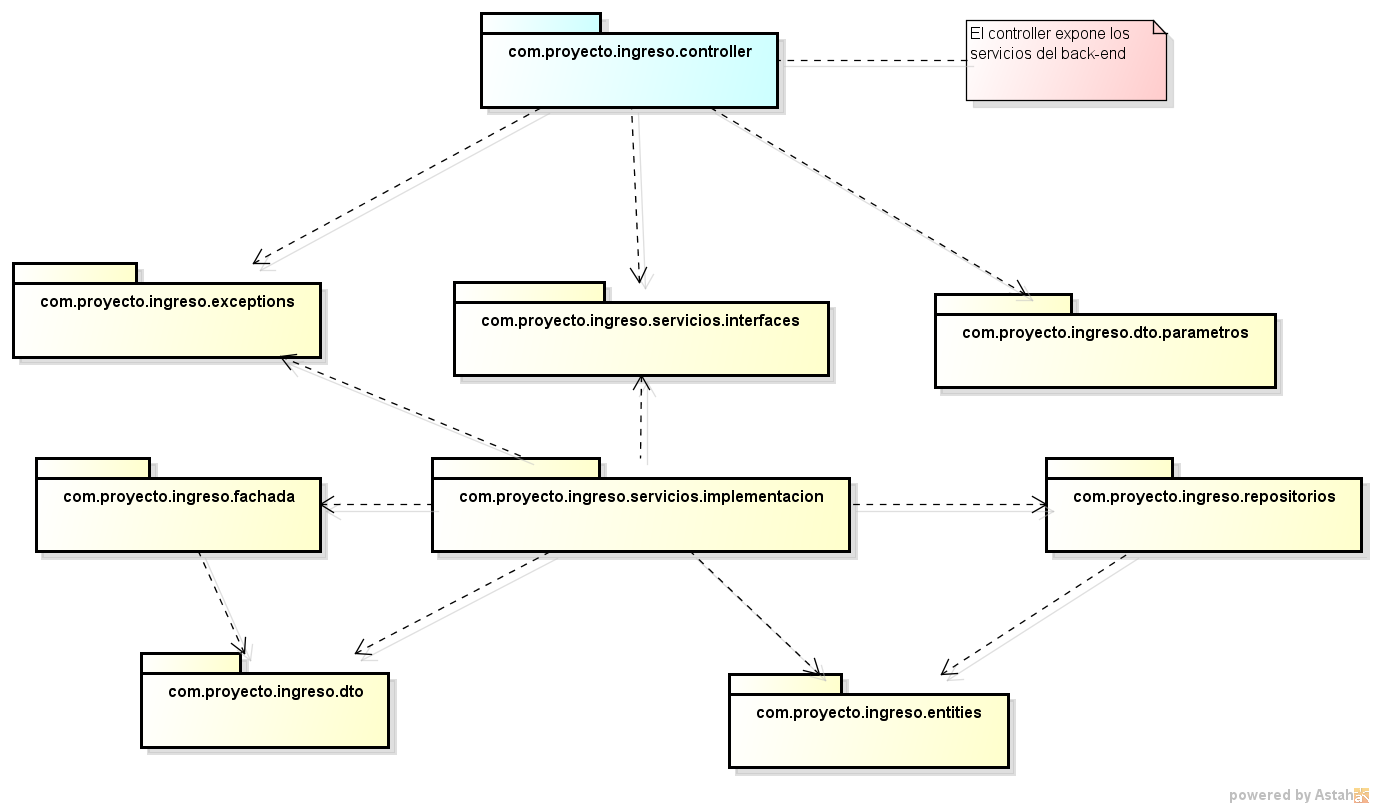 com.proyecto.ingreso.controller
El controller expone los
servicios del back-end
com.proyecto.ingreso.exceptions
com.proyecto.ingreso.servicios.interfaces
com.proyecto.ingreso.dto.parametros
com.proyecto.ingreso.fachada
com.proyecto.ingreso.servicios.implementacion
com.proyecto.ingreso.repositorios
com.proyecto.ingreso.dto
com.proyecto.ingreso.entities
powered by Astah